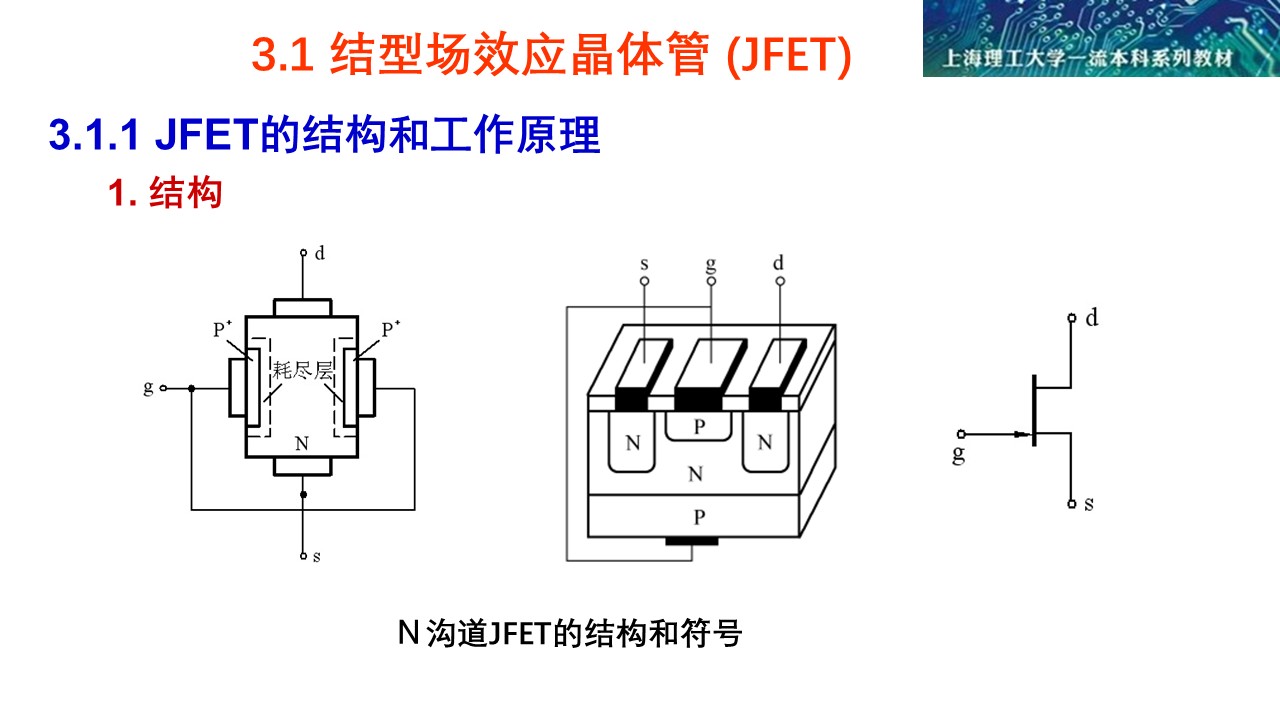 3.1 结型场效应晶体管 (JFET)
上海理工大学一流本科系列教材
3.1.1 JFET的结构和工作原理
1. 结构
d
P⁺
P⁺
耗尽层
g
N
s
s
g
d
N
P
N
N
P
d
g
s
N 沟道JFET的结构和符号